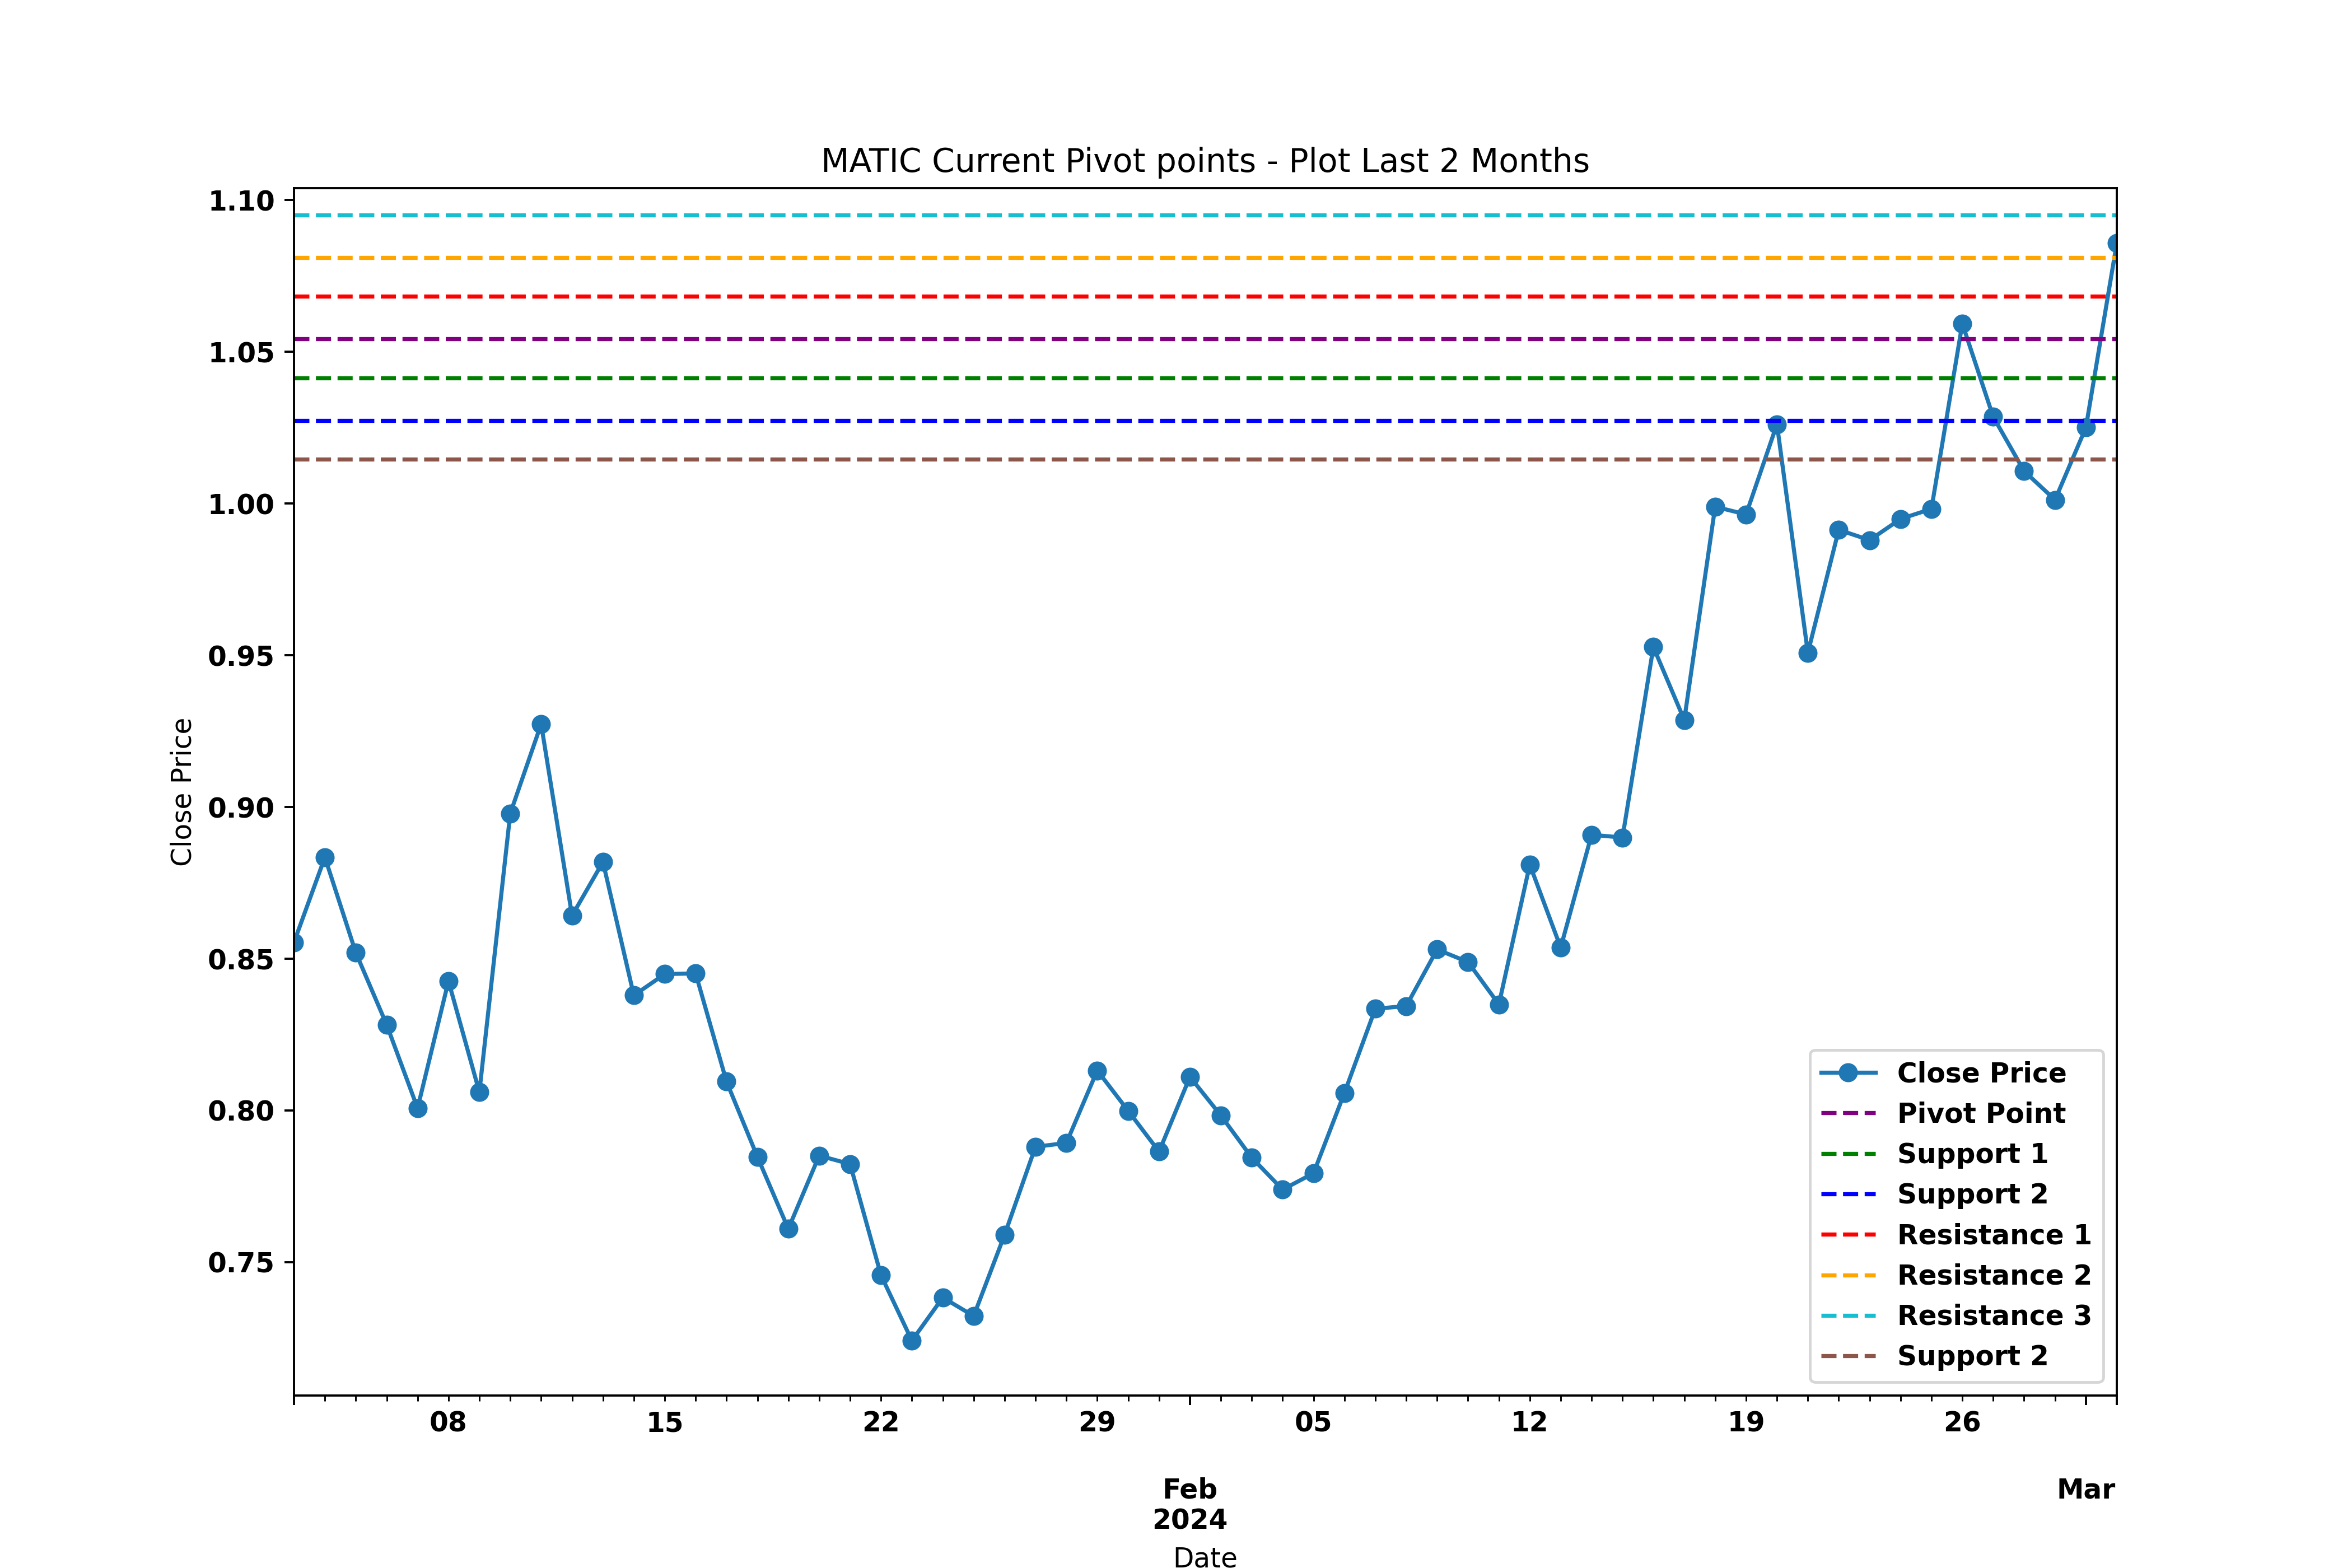 MATIC Current Pivot points - Plot Last 2 Months
1.10
1.05
1.00
0.95
0.90
0.85
0.80
0.75
Close Price
Close Price
Pivot Point
Support 1
Support 2
Resistance 1
Resistance 2
Resistance 3
Support 2
08 15 22 29 05 12 19 26
Feb Mar
2024
Date